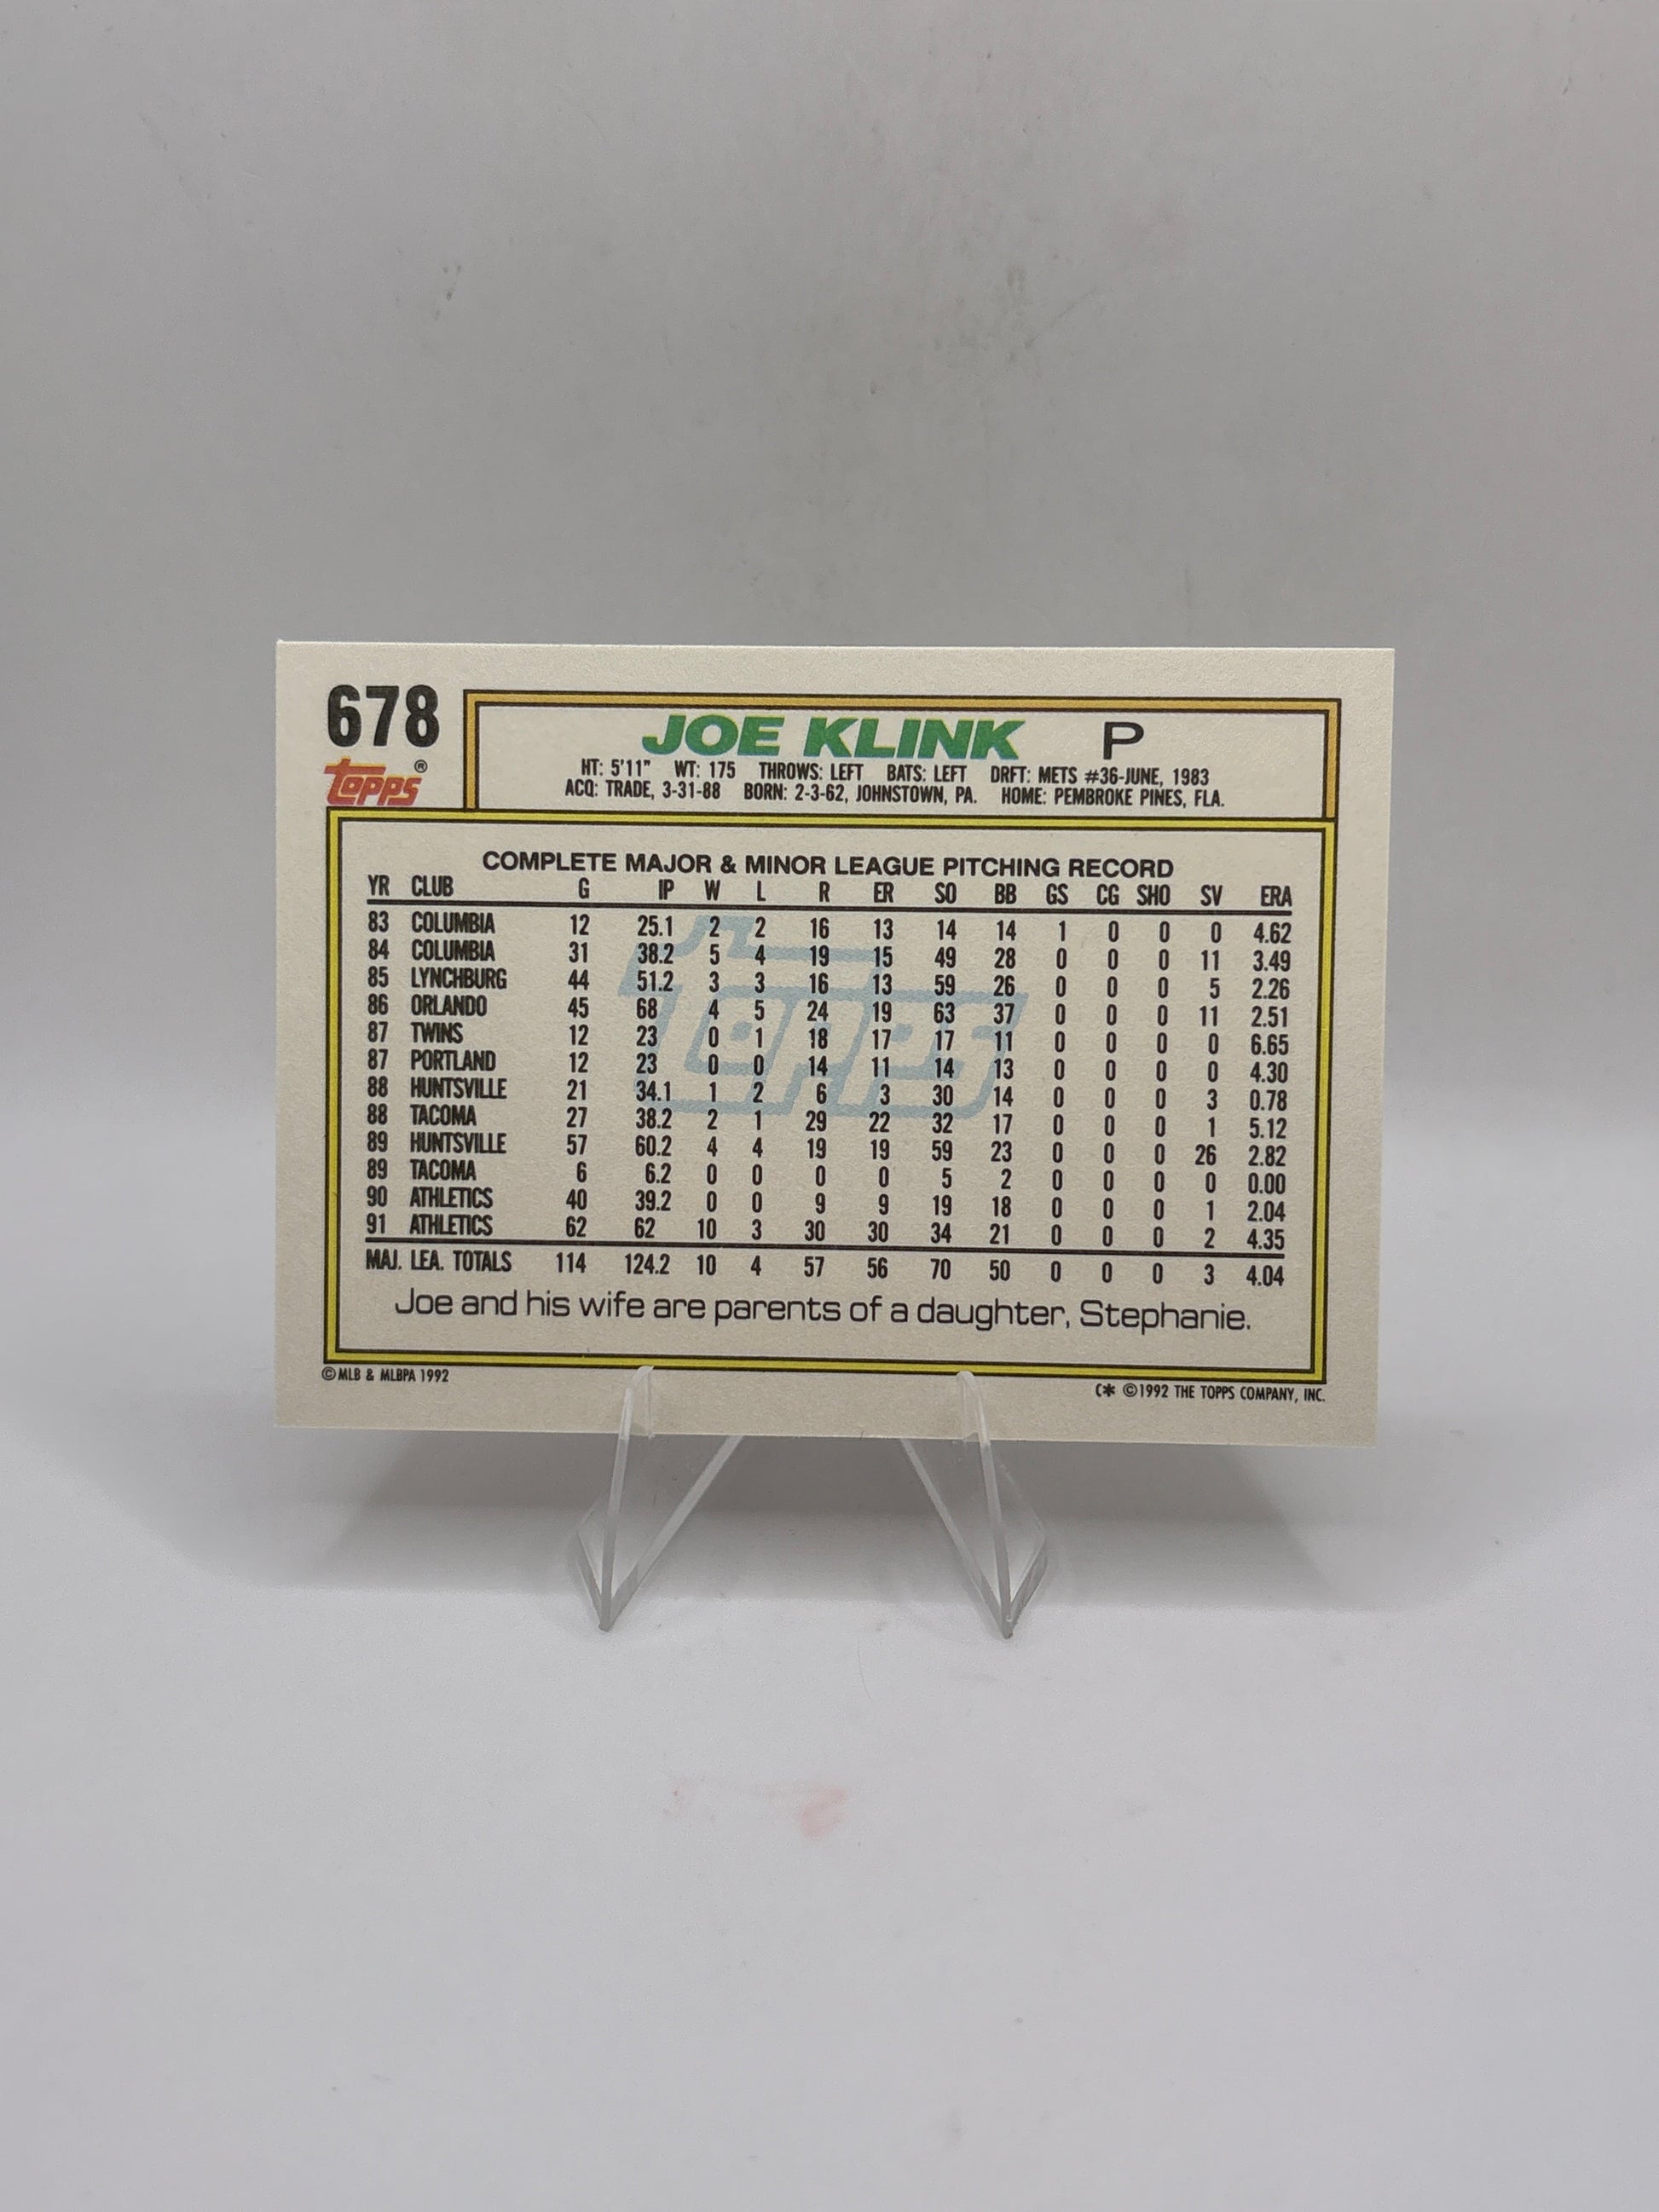 678
JOE KLINK P
topps®
HT: 5'11" WT: 175 THROWS: LEFT BATS: LEFT DRFT: METS #36-JUNE, 1983
ACQ: TRADE, 3-31-88 BORN: 2-3-62, JOHNSTOWN, PA. HOME: PEMBROKE PINES, FLA.
COMPLETE MAJOR & MINOR LEAGUE PITCHING RECORD
YR CLUB G IP W L R ER SO BB GS CG SHO SV ERA
83 COLUMBIA 12 25.1 2 2 16 13 14 14 1 0 0 0 4.62
84 COLUMBIA 31 38.2 5 4 19 15 49 28 0 0 0 11 3.49
85 LYNCHBURG 44 51.2 3 3 16 13 59 26 0 0 0 5 2.26
86 ORLANDO 45 68 4 5 24 19 63 37 0 0 0 11 2.51
87 TWINS 12 23 0 1 18 17 17 11 0 0 0 0 6.65
87 PORTLAND 12 23 0 0 14 11 14 13 0 0 0 0 4.30
88 HUNTSVILLE 21 34.1 1 2 6 3 30 14 0 0 0 3 0.78
88 TACOMA 27 38.2 2 1 29 22 32 17 0 0 0 1 5.12
89 HUNTSVILLE 57 60.2 4 4 19 19 59 23 0 0 0 26 2.82
89 TACOMA 6 6.2 0 0 0 0 5 2 0 0 0 0 0.00
90 ATHLETICS 40 39.2 0 0 9 9 19 18 0 0 0 1 2.04
91 ATHLETICS 62 62 10 3 30 30 34 21 0 0 0 2 4.35
MAJ. LEA. TOTALS 114 124.2 10 4 57 56 70 50 0 0 0 3 4.04
Topps
Joe and his wife are parents of a daughter, Stephanie.
©MLB & MLBPA 1992
C* ©1992 THE TOPPS COMPANY, INC.